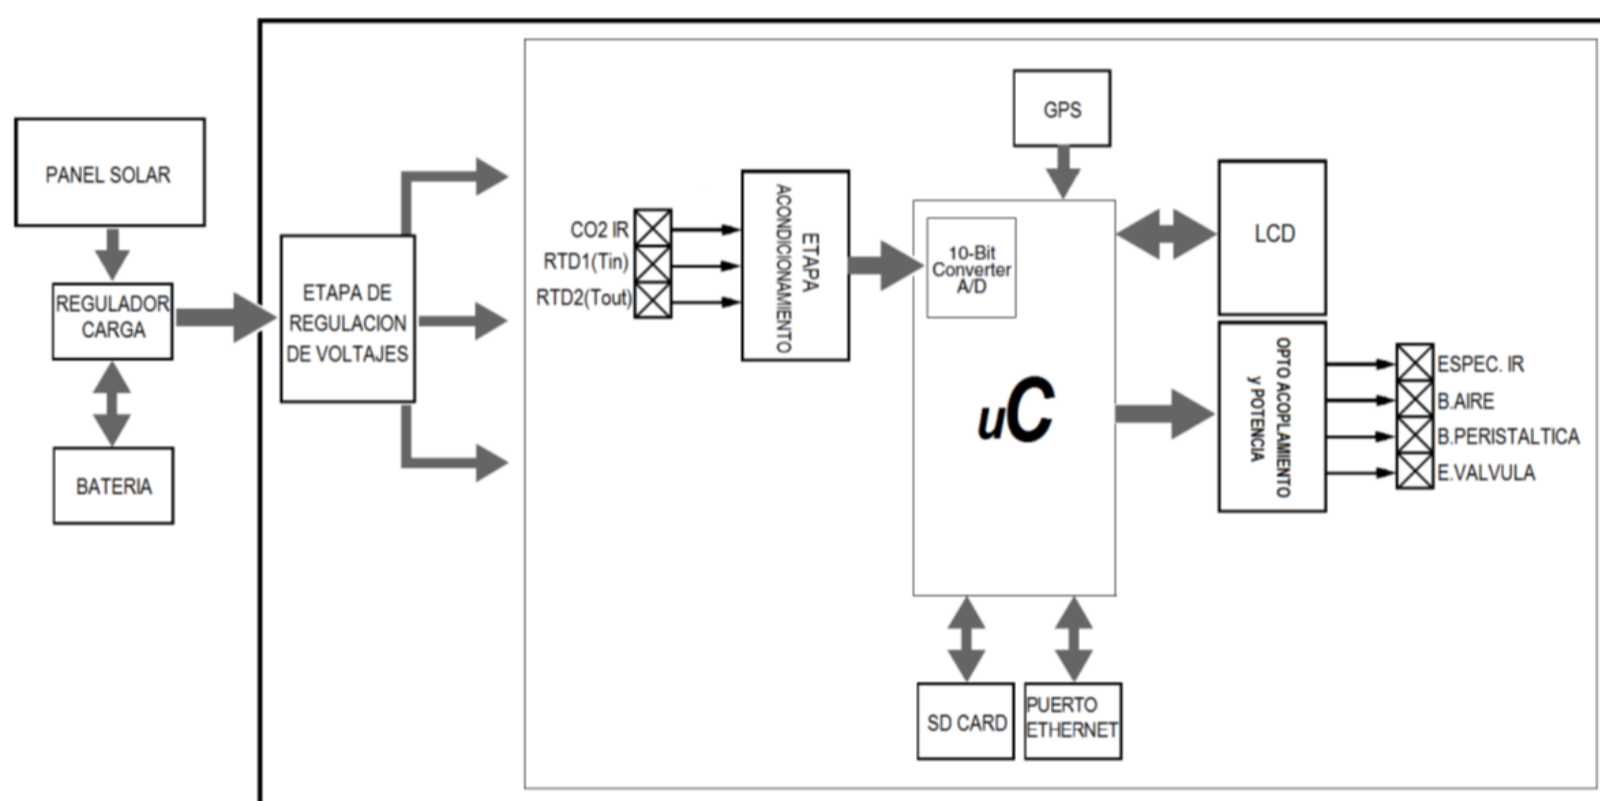 PANEL SOLAR
REGULADOR
CARGA
BATERIA
ETAPA DE
REGULACION
DE VOLTAJES
CO2 IR
RTD1(Tin)
RTD2(Tout)
ETAPA
ACONDICIONAMIENTO
GPS
10-Bit
Converter
A/D
uC
LCD
OPTO ACOPLAMIENTO
y POTENCIA
ESPEC. IR
B.AIRE
B.PERISTALTICA
E.VALVULA
SD CARD
PUERTO
ETHERNET